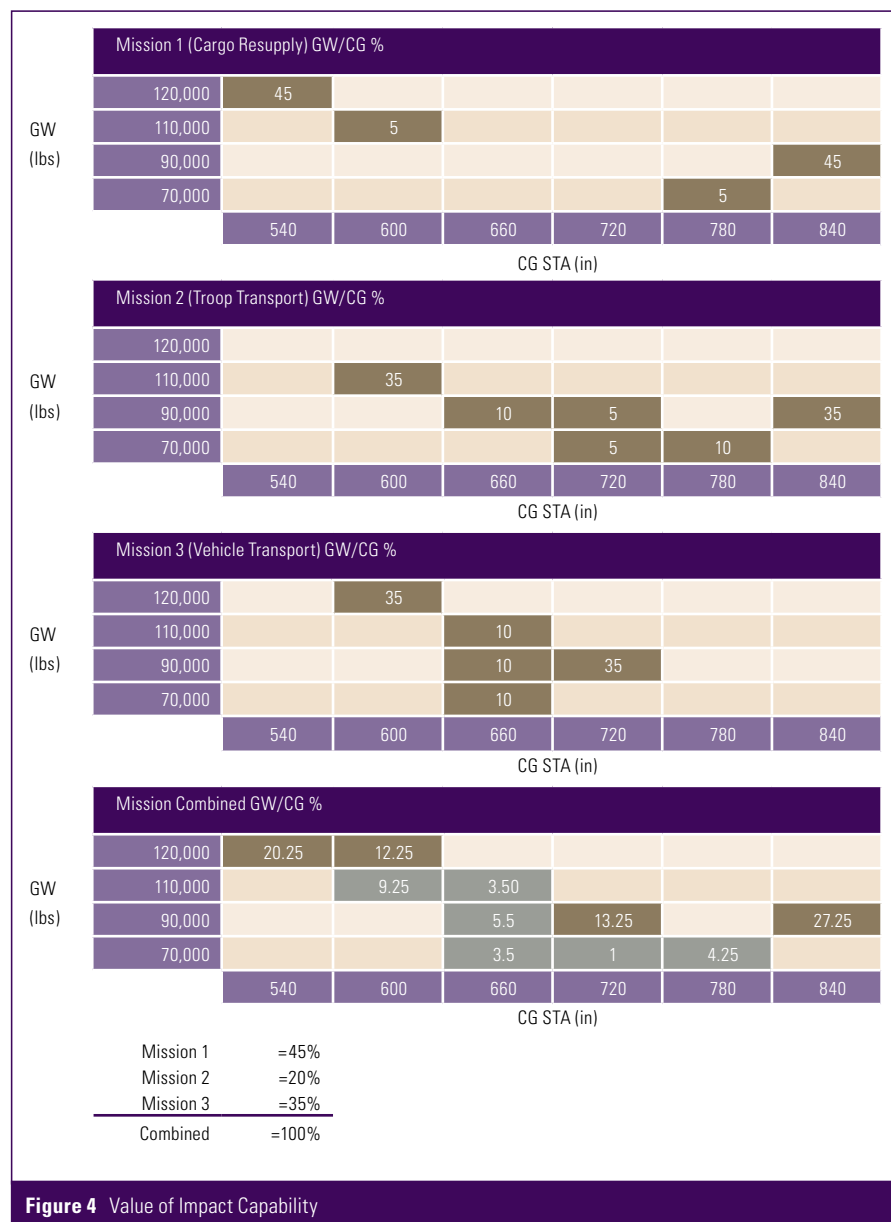 Mission 1 (Cargo Resupply) GW/CG %
120,000 45
GW
(lbs)
110,000 5
90,000 45
70,000 5
540 600 660 720 780 840
CG STA (in)
Mission 2 (Troop Transport) GW/CG %
120,000
GW
(lbs)
110,000 35
90,000 10 5 35
70,000 5 10
540 600 660 720 780 840
CG STA (in)
Mission 3 (Vehicle Transport) GW/CG %
120,000 35
GW
(lbs)
110,000 10
90,000 10 35
70,000 10
540 600 660 720 780 840
CG STA (in)
Mission Combined GW/CG %
120,000 20.25 12.25
GW
(lbs)
110,000 9.25 3.50
90,000 5.5 13.25 27.25
70,000 3.5 1 4.25
540 600 660 720 780 840
CG STA (in)
Mission 1 =45%
Mission 2 =20%
Mission 3 =35%
Combined =100%
Figure 4 Value of Impact Capability